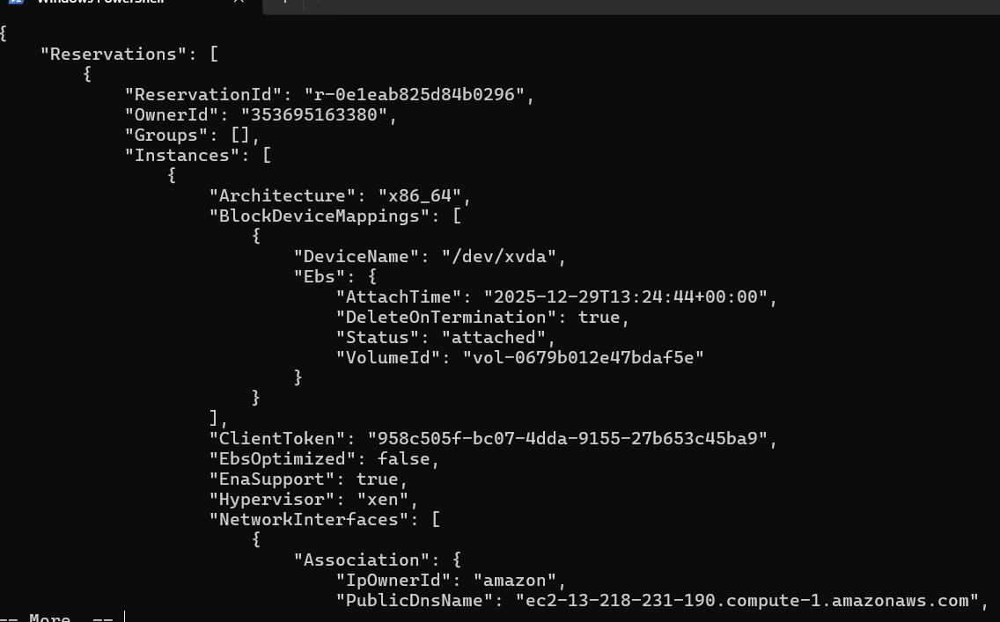 Windows PowerShell
{
    "Reservations": [
        {
            "ReservationId": "r-0e1eab825d84b0296",
            "OwnerId": "353695163380",
            "Groups": [],
            "Instances": [
                {
                    "Architecture": "x86_64",
                    "BlockDeviceMappings": [
                        {
                            "DeviceName": "/dev/xvda",
                            "Ebs": {
                                "AttachTime": "2025-12-29T13:24:44+00:00",
                                "DeleteOnTermination": true,
                                "Status": "attached",
                                "VolumeId": "vol-0679b012e47bdaf5e"
                            }
                        }
                    ],
                    "ClientToken": "958c505f-bc07-4dda-9155-27b653c45ba9",
                    "EbsOptimized": false,
                    "EnaSupport": true,
                    "Hypervisor": "xen",
                    "NetworkInterfaces": [
                        {
                            "Association": {
                                "IpOwnerId": "amazon",
                                "PublicDnsName": "ec2-13-218-231-190.compute-1.amazonaws.com",
-- More  --